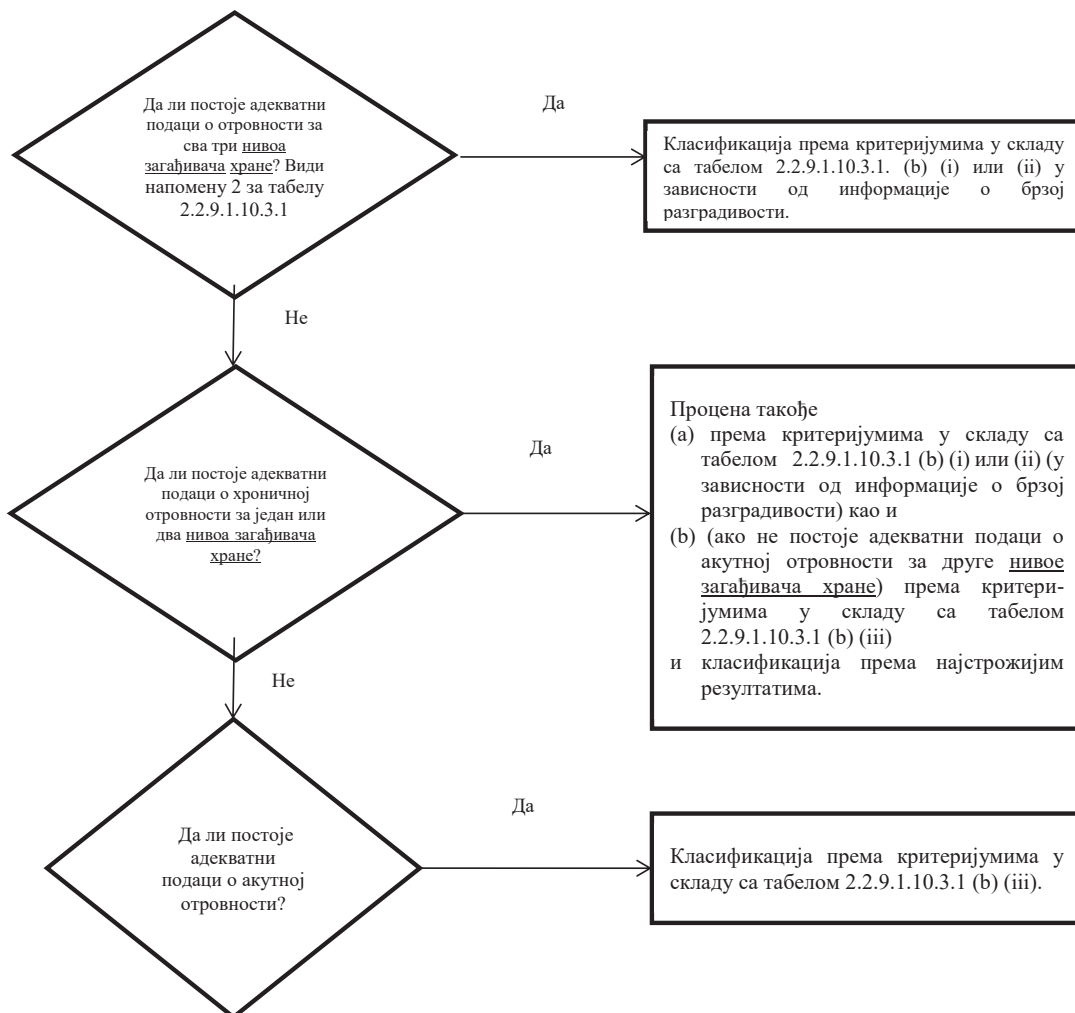 Да ли постоје адекватни
подаци о отровности за
сва три нивоа
загађивача хране? Види
напомену 2 за табелу
2.2.9.1.10.3.1
Да
Класификација према критеријумима у складу
са табелом 2.2.9.1.10.3.1. (b) (i) или (ii) у
зависности од информације о брзој
разградивости.
Не
Да ли постоје адекватни
подаци о хроничној
отровности за један или
два нивоа загађивача
хране?
Да
Процена такође
(a) према критеријумима у складу са
табелом 2.2.9.1.10.3.1 (b) (i) или (ii) (у
зависности од информације о брзој
разградивости) као и
(b) (ако не постоје адекватни подаци о
акутној отровности за друге нивое
загађивача хране) према критери-
јумима у складу са табелом
2.2.9.1.10.3.1 (b) (iii)
и класификација према најстрожијим
резултатима.
Не
Да ли постоје
адекватни
подаци о акутној
отровности?
Да
Класификација према критеријумима у
складу са табелом 2.2.9.1.10.3.1 (b) (iii).